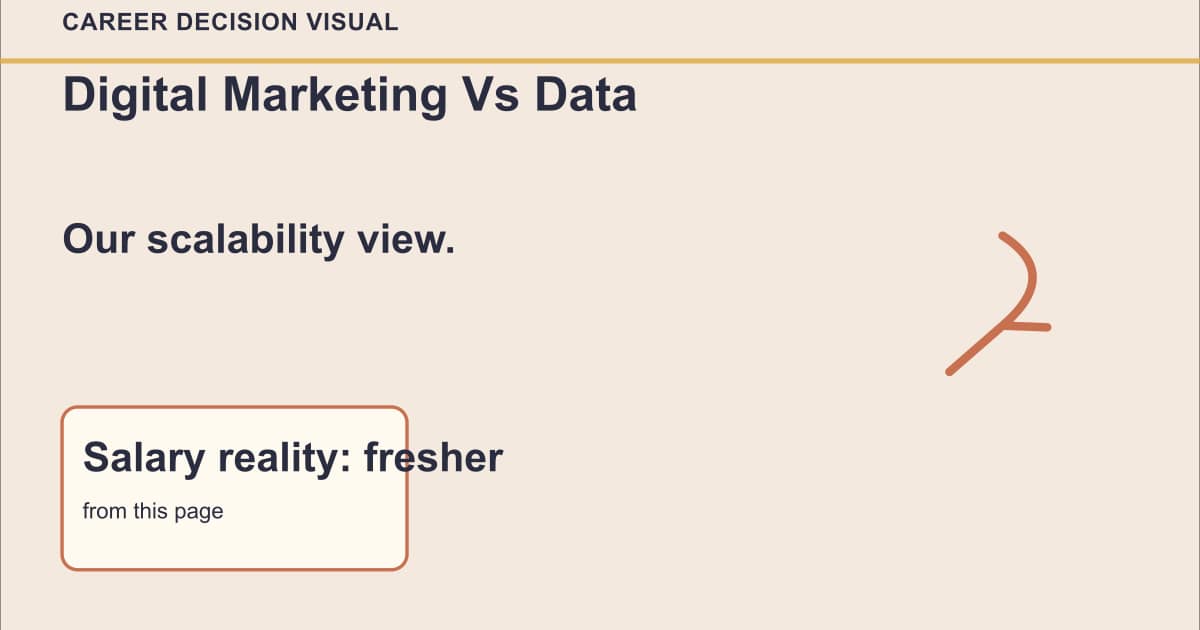 CAREER DECISION VISUAL
Digital Marketing Vs Data
Our scalability view.
Salary reality: fresher
from this page